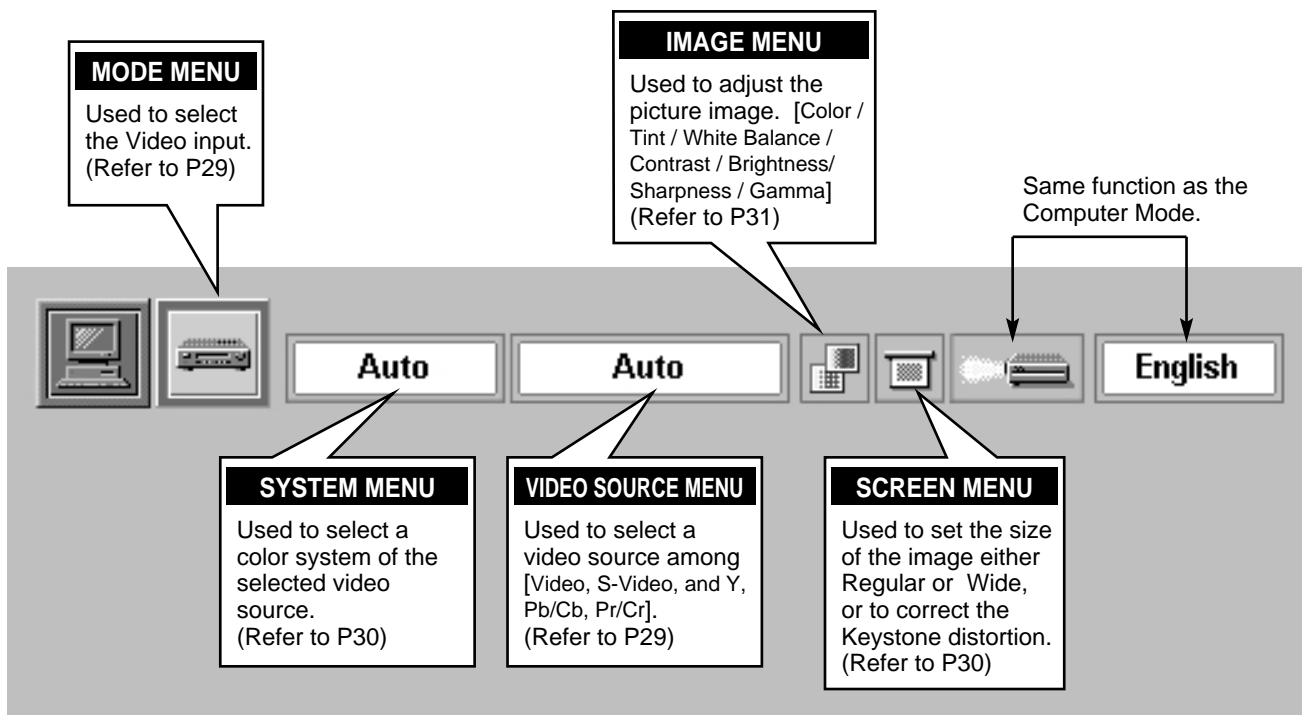 MODE MENU
Used to select
the Video input.
(Refer to P29)
IMAGE MENU
Used to adjust the
picture image.  [Color /
Tint / White Balance /
Contrast / Brightness/
Sharpness / Gamma]
(Refer to P31)
Same function as the
Computer Mode.
Auto
Auto
English
SYSTEM MENU
Used to select a
color system of the
selected video
source.
(Refer to P30)
VIDEO SOURCE MENU
Used to select a
video source among
[Video, S-Video, and Y,
Pb/Cb, Pr/Cr].
(Refer to P29)
SCREEN MENU
Used to set the size
of the image either
Regular or  Wide,
or to correct the
Keystone distortion.
(Refer to P30)